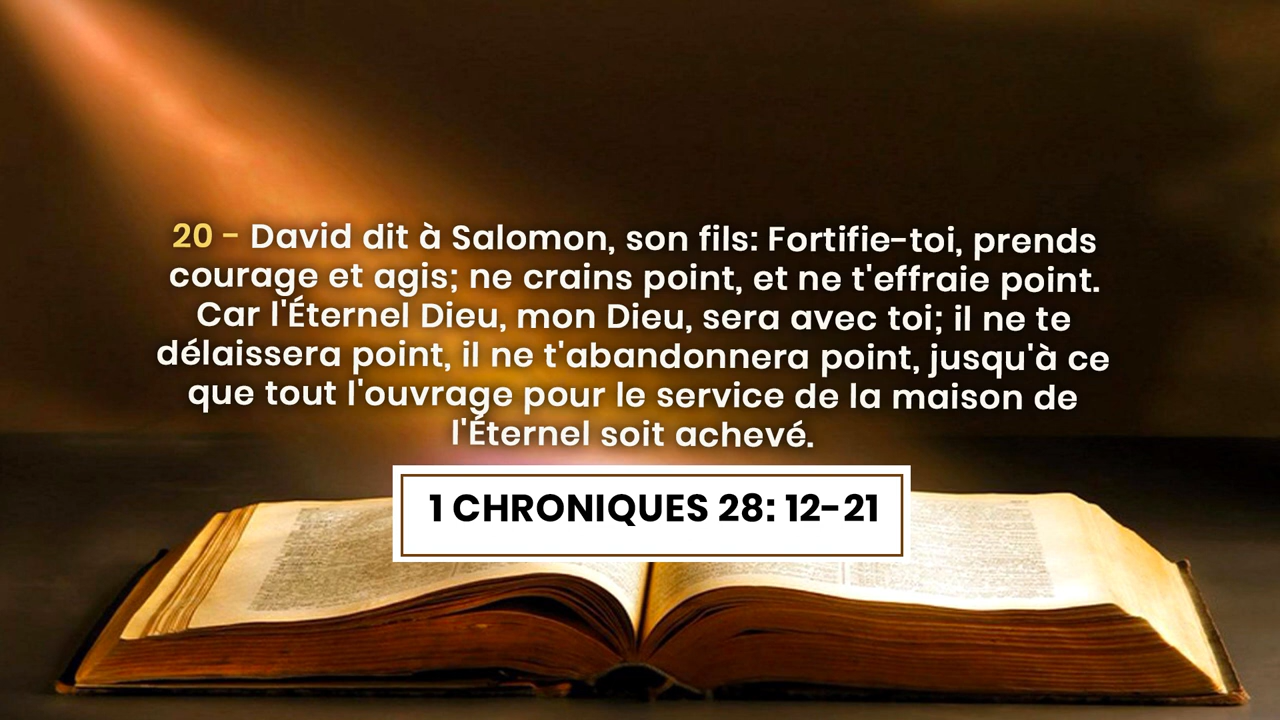 20 - David dit à Salomon, son fils: Fortifie-toi, prends
courage et agis; ne crains point, et ne t'effraie point.
Car l'Éternel Dieu, mon Dieu, sera avec toi; il ne te
délaissera point, il ne t'abandonnera point, jusqu'à ce
que tout l'ouvrage pour le service de la maison de
l'Éternel soit achevé.
1 CHRONIQUES 28: 12-21